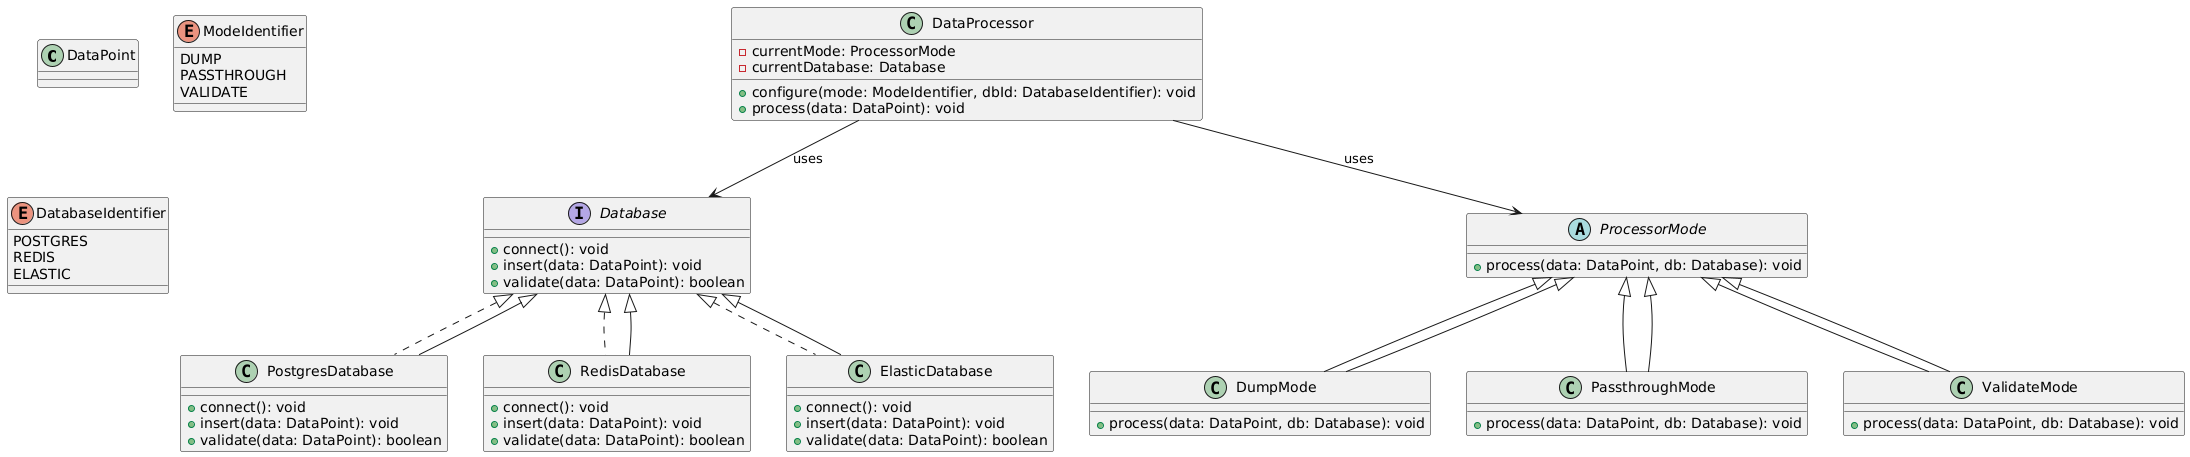 C DataPoint
E ModeIdentifier
DUMP
PASSTHROUGH
VALIDATE
C DataProcessor
currentMode: ProcessorMode
currentDatabase: Database
configure(mode: ModeIdentifier, dbId: DatabaseIdentifier): void
process(data: DataPoint): void
uses
uses
E DatabaseIdentifier
POSTGRES
REDIS
ELASTIC
I Database
connect(): void
insert(data: DataPoint): void
validate(data: DataPoint): boolean
A ProcessorMode
process(data: DataPoint, db: Database): void
C PostgresDatabase
connect(): void
insert(data: DataPoint): void
validate(data: DataPoint): boolean
C RedisDatabase
connect(): void
insert(data: DataPoint): void
validate(data: DataPoint): boolean
C ElasticDatabase
connect(): void
insert(data: DataPoint): void
validate(data: DataPoint): boolean
C DumpMode
process(data: DataPoint, db: Database): void
C PassthroughMode
process(data: DataPoint, db: Database): void
C ValidateMode
process(data: DataPoint, db: Database): void